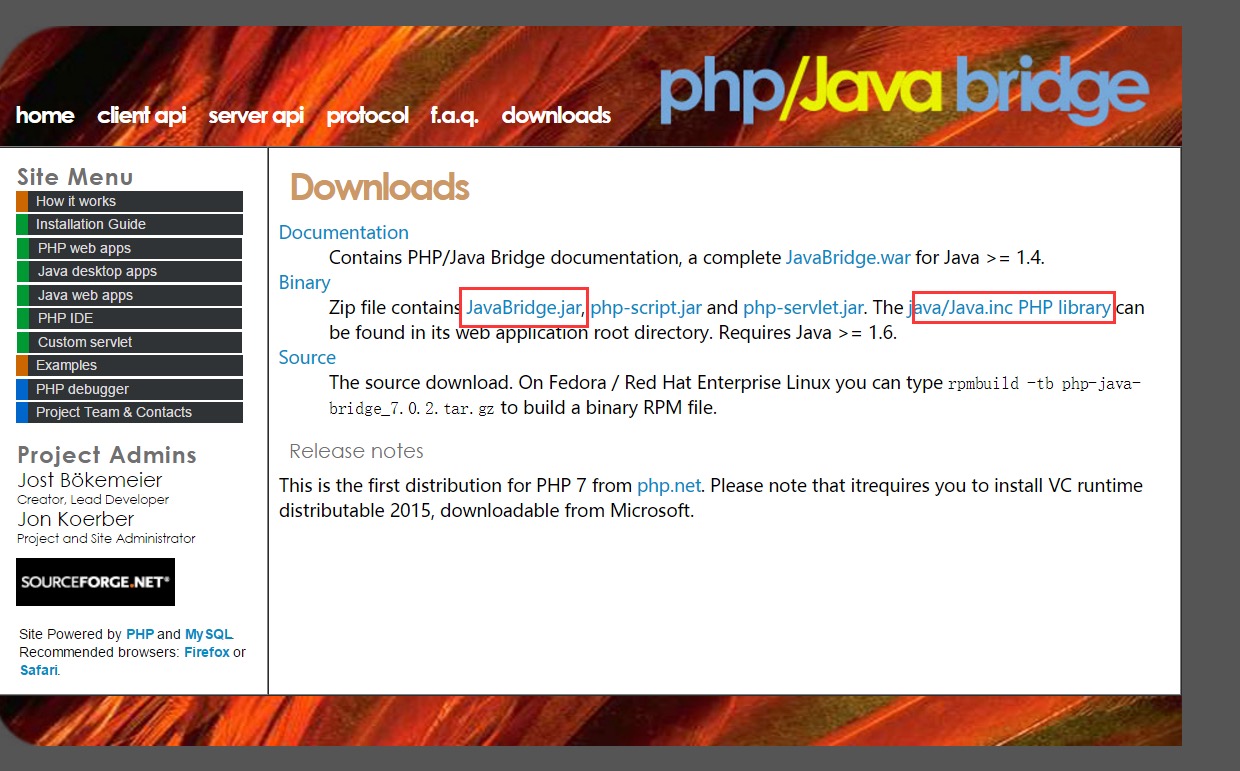 php/Java bridge
home client api server api protocol f.a.q. downloads
Site Menu
How it works
Installation Guide
PHP web apps
Java desktop apps
Java web apps
PHP IDE
Custom servlet
Examples
PHP debugger
Project Team & Contacts
Project Admins
Jost Bökemeier
Creator, Lead Developer
Jon Koerber
Project and Site Administrator
SOURCEFORGE.NET®
Site Powered by PHP and MySQL.
Recommended browsers: Firefox or
Safari.
Downloads
Documentation
Contains PHP/Java Bridge documentation, a complete JavaBridge.war for Java >= 1.4.
Binary
Zip file contains JavaBridge.jar, php-script.jar and php-servlet.jar. The java/Java.inc PHP library can
be found in its web application root directory. Requires Java >= 1.6.
Source
The source download. On Fedora / Red Hat Enterprise Linux you can type rpmbuild -tb php-java-
bridge_7.0.2.tar.gz to build a binary RPM file.
Release notes
This is the first distribution for PHP 7 from php.net. Please note that itrequires you to install VC runtime
distributable 2015, downloadable from Microsoft.